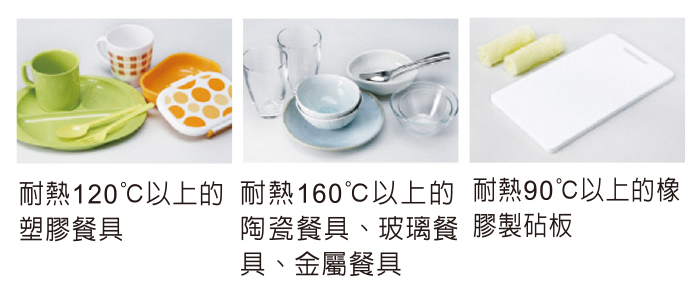 耐熱120℃以上的
塑膠餐具
耐熱160℃以上的
陶瓷餐具、玻璃餐
具、金屬餐具
耐熱90℃以上的橡
膠製砧板